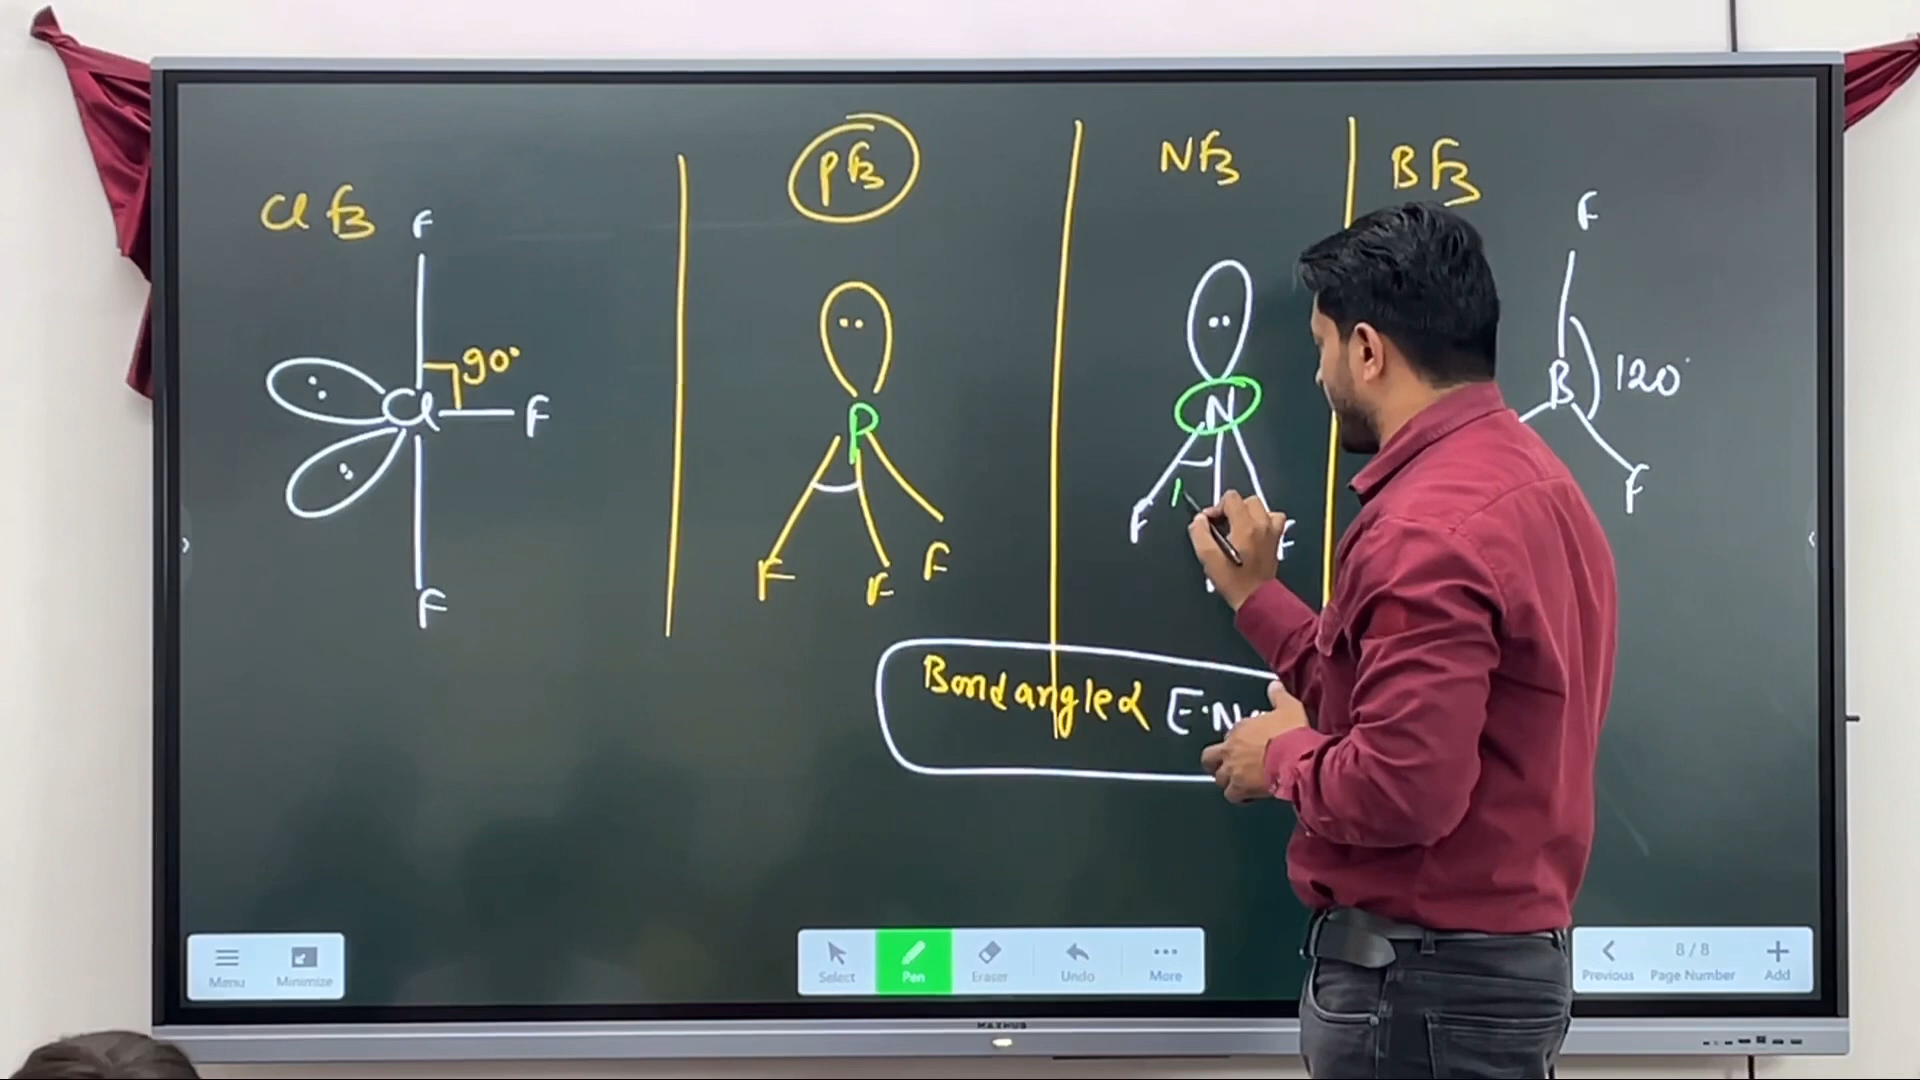 ClF3
PF3
NF3
BF3
F
90°
Cl
F
F
P
F
F
F
N
F
F
F
B
120°
F
Bond angle ∝ E.N
Menu
Minimize
Select
Pen
Eraser
Undo
More
Previous
8/8
Page Number
Add
MAXHUB